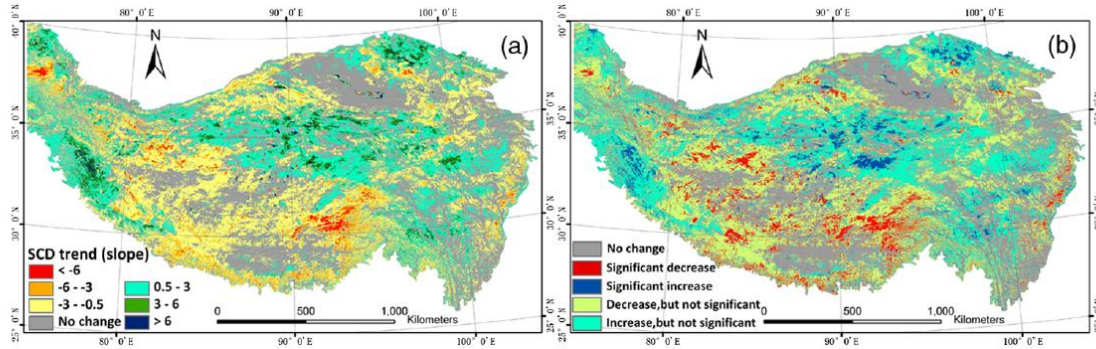 80° 0' E
90° 0' E
100° 0' E
80° 0' E
90° 0' E
100° 0' E
N
(a)
N
(b)
40° 0' N
35° 0' N
30° 0' N
25° 0' N
40° 0' N
35° 0' N
30° 0' N
25° 0' N
SCD trend (slope)
< -6
-6 - -3
-3 - -0.5
No change
0.5 - 3
3 - 6
> 6
0 500 1,000
Kilometers
No change
Significant decrease
Significant increase
Decrease,but not significant
Increase,but not significant
0 500 1,000
Kilometers
80° 0' E
90° 0' E
100° 0' E
80° 0' E
90° 0' E
100° 0' E